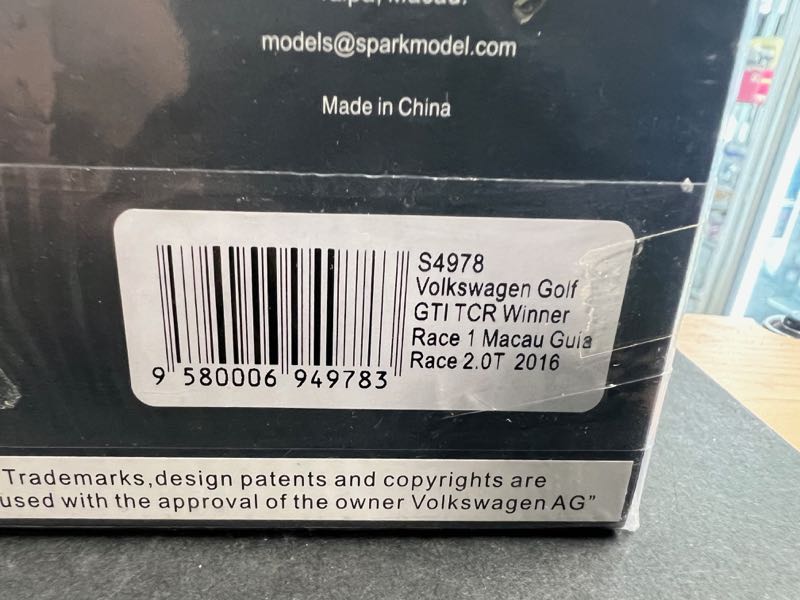 Taipa, Macau.
models@sparkmodel.com
Made in China
S4978
Volkswagen Golf
GTI TCR Winner
Race 1 Macau Guia
Race 2.0T 2016
9 580006 949783
Trademarks,design patents and copyrights are
used with the approval of the owner Volkswagen AG”